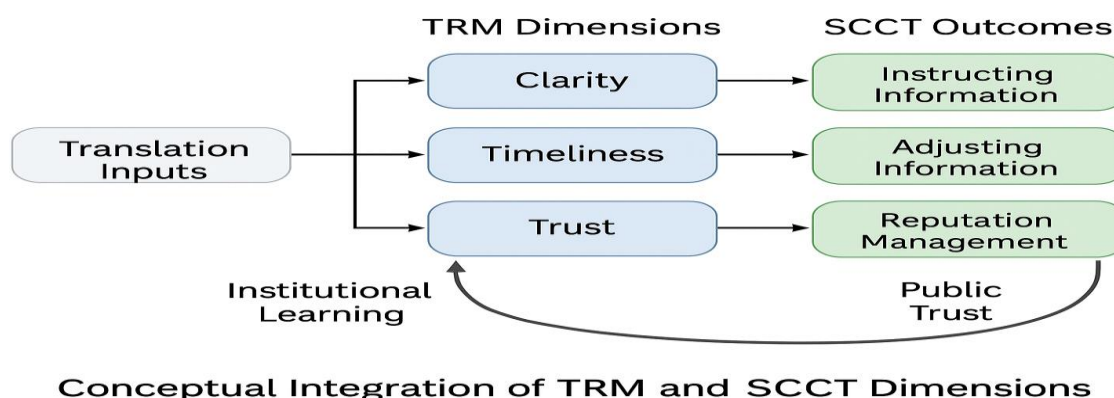 TRM Dimensions
SCCT Outcomes
Clarity
Instructing
Information
Translation
Inputs
Timeliness
Adjusting
Information
Trust
Reputation
Management
Institutional
Learning
Public
Trust
Conceptual Integration of TRM and SCCT Dimensions